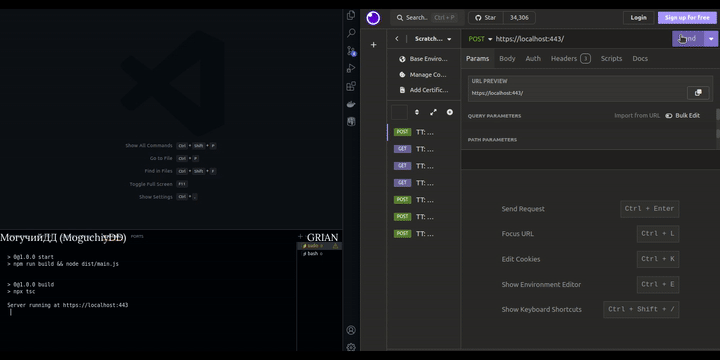 Show All Commands Ctrl + Shift + P
Go to File Ctrl + P
Find in Files Ctrl + Shift + F
Toggle Full Screen F11
Show Settings Ctrl + ,
PORTS
МогучийДД (MoguchiyDD)
GRIAN
sudo
bash
> 0@1.0.0 start
> npm run build && node dist/main.js
> 0@1.0.0 build
> npx tsc
Server running at https://localhost:443
Search.. Ctrl + P
Star 34,306
Login
Sign up for free
Scratch...
POST https://localhost:443/
Base Enviro...
Manage Co...
Add Certific...
Params Body Auth Headers 3 Scripts Docs
URL PREVIEW
https://localhost:443/
QUERY PARAMETERS Import from URL Bulk Edit
PATH PARAMETERS
POST TT: ...
GET TT: ...
GET TT: ...
GET TT: ...
POST TT: ...
POST TT: ...
POST TT: ...
Send Request Ctrl + Enter
Focus URL Ctrl + L
Edit Cookies Ctrl + K
Show Environment Editor Ctrl + E
Show Keyboard Shortcuts Ctrl + Shift + /